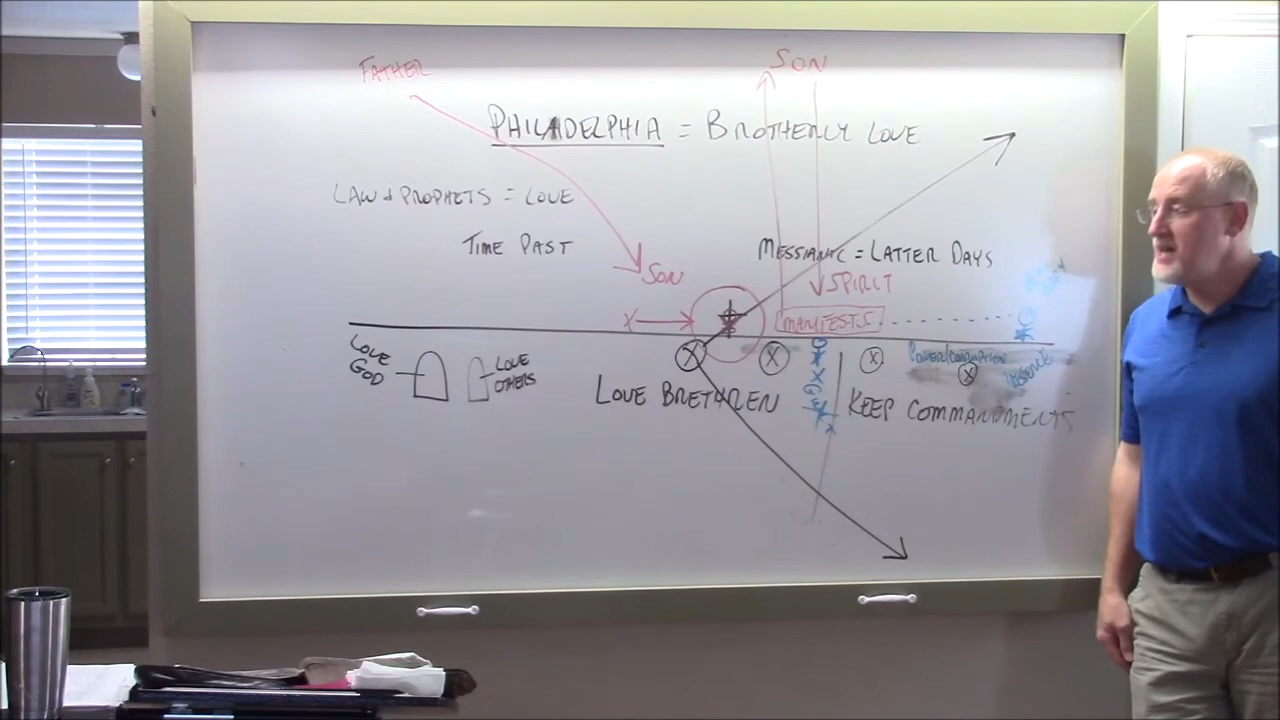 FATHER
SON
PHILADELPHIA = BROTHERLY LOVE
LAW & PROPHETS = LOVE
TIME PAST
MESSIANIC = LATTER DAYS
SON
SPIRIT
MANIFESTS
LOVE GOD
LOVE OTHERS
LOVE BRETHREN
KEEP COMMANDMENTS